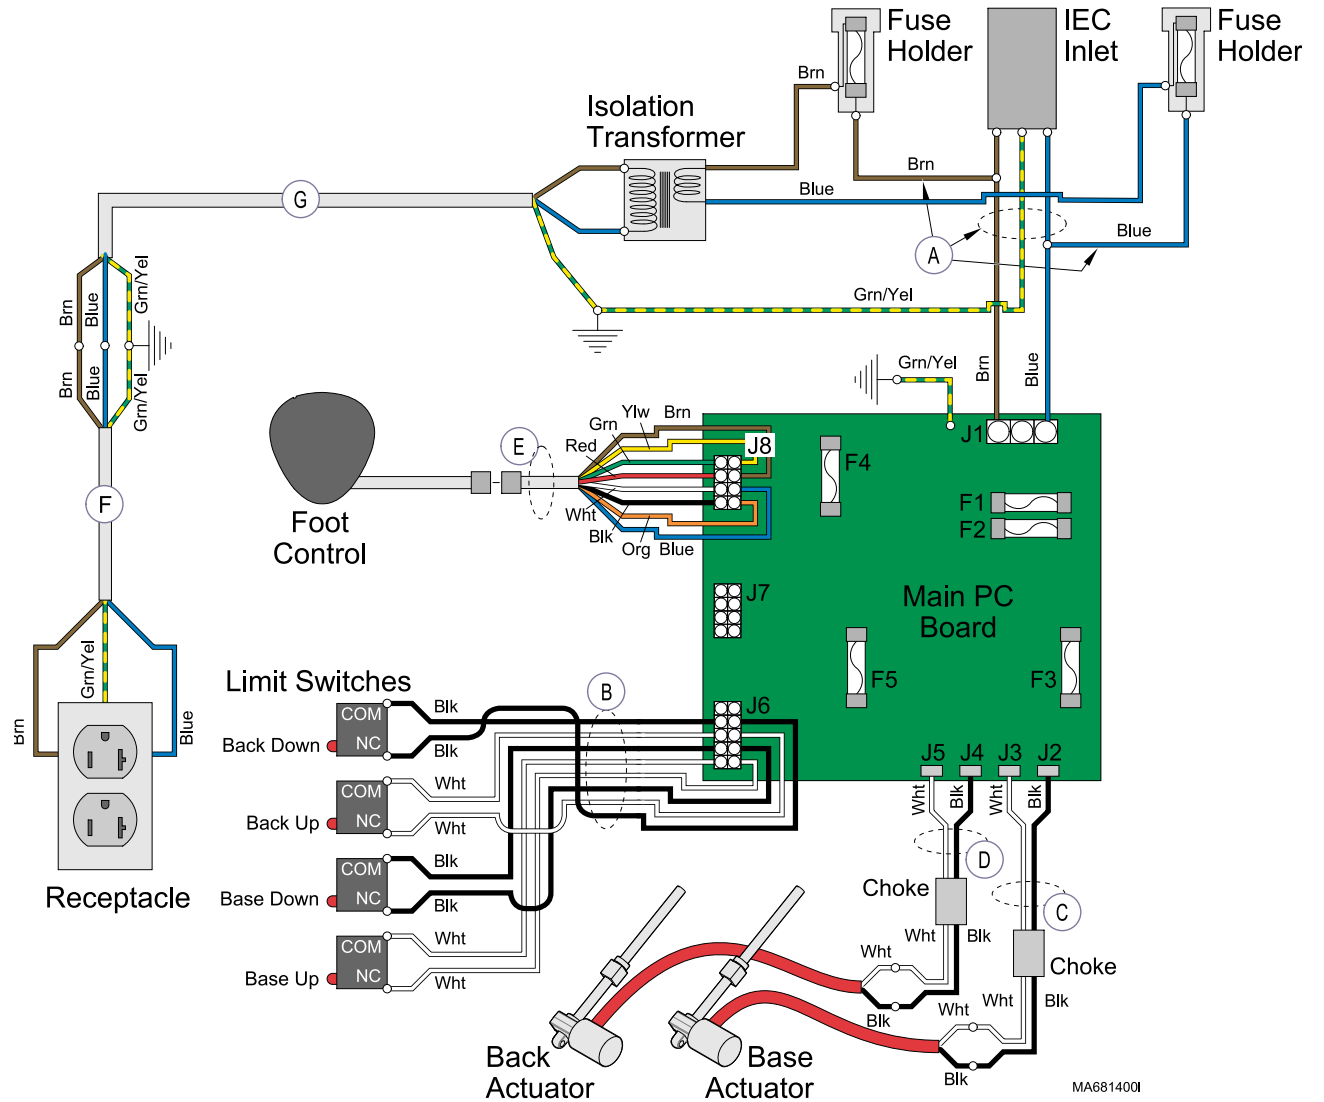 Fuse
Holder
IEC
Inlet
Fuse
Holder
Brn
Isolation
Transformer
Brn
Blue
Blue
G
A
Grn/Yel
Brn
Blue
Grn/Yel
Brn
Blue
Grn/Yel
Grn/Yel
Brn
Blue
Ylw
Brn
Grn
Red
E
J8
J1
F4
F1
F2
F
Foot
Control
Wht
Blk
Org
Blue
J7
Main PC
Board
Grn/Yel
Brn
Blue
F5
F3
Limit Switches
B
J6
COM
NC
Blk
Blk
Back Down
J5
J4
J3
J2
COM
NC
Wht
Wht
Back Up
Wht
Blk
Wht
Blk
COM
NC
Blk
Blk
Base Down
D
Choke
C
Receptacle
COM
NC
Wht
Wht
Base Up
Wht
Blk
Wht
Choke
Wht
Blk
Blk
Wht
Back
Actuator
Base
Actuator
Blk
MA681400I